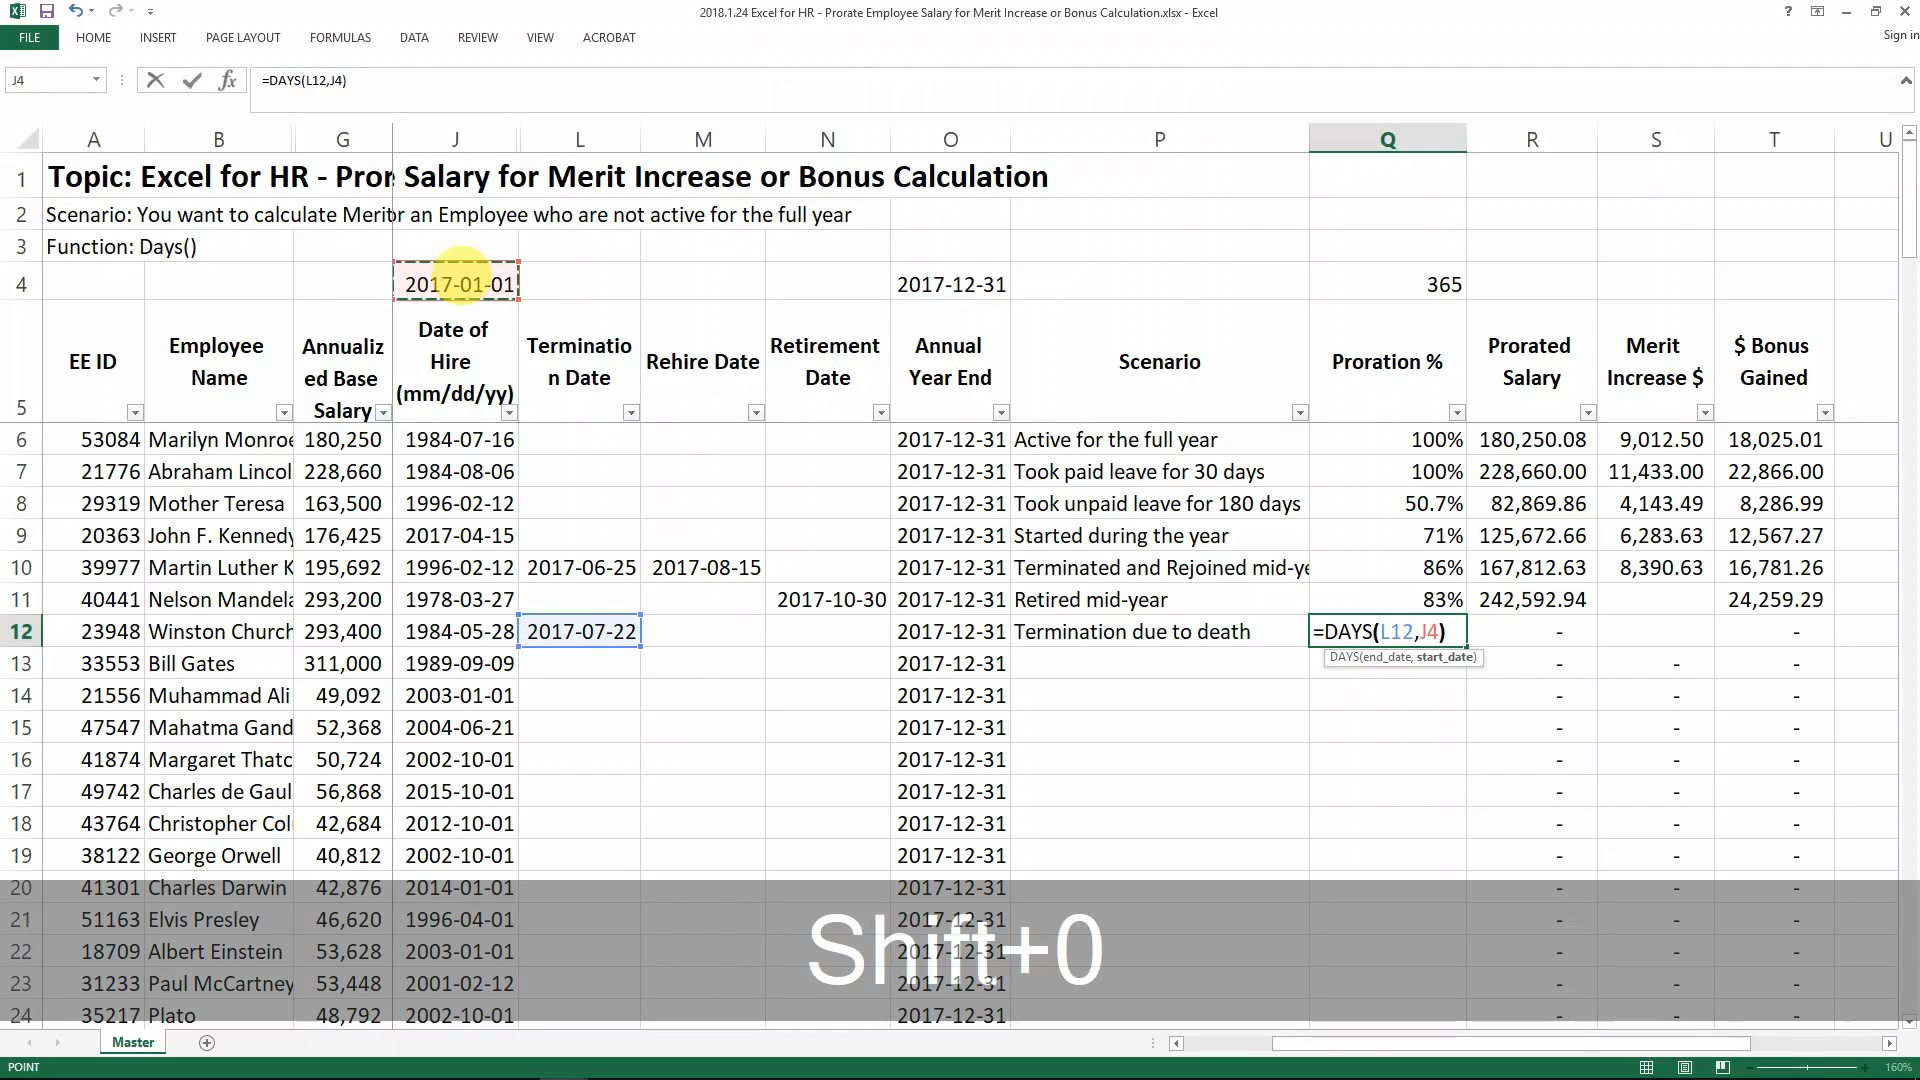 2018.1.24 Excel for HR - Prorate Employee Salary for Merit Increase or Bonus Calculation.xlsx - Excel
FILE HOME INSERT PAGE LAYOUT FORMULAS DATA REVIEW VIEW ACROBAT Sign in
J4 fx =DAYS(L12,J4)
A B G J L M N O P Q R S T U
1 Topic: Excel for HR - Pror Salary for Merit Increase or Bonus Calculation
2 Scenario: You want to calculate Merit r an Employee who are not active for the full year
3 Function: Days()
4 2017-01-01 2017-12-31 365
5 EE ID Employee Name Annualized Base Salary Date of Hire (mm/dd/yy) Termination Date Rehire Date Retirement Date Annual Year End Scenario Proration % Prorated Salary Merit Increase $ $ Bonus Gained
6 53084 Marilyn Monroe 180,250 1984-07-16 2017-12-31 Active for the full year 100% 180,250.08 9,012.50 18,025.01
7 21776 Abraham Lincol 228,660 1984-08-06 2017-12-31 Took paid leave for 30 days 100% 228,660.00 11,433.00 22,866.00
8 29319 Mother Teresa 163,500 1996-02-12 2017-12-31 Took unpaid leave for 180 days 50.7% 82,869.86 4,143.49 8,286.99
9 20363 John F. Kennedy 176,425 2017-04-15 2017-12-31 Started during the year 71% 125,672.66 6,283.63 12,567.27
10 39977 Martin Luther K 195,692 1996-02-12 2017-06-25 2017-08-15 2017-12-31 Terminated and Rejoined mid-ye 86% 167,812.63 8,390.63 16,781.26
11 40441 Nelson Mandela 293,200 1978-03-27 2017-10-30 2017-12-31 Retired mid-year 83% 242,592.94 24,259.29
12 23948 Winston Church 293,400 1984-05-28 2017-07-22 2017-12-31 Termination due to death =DAYS(L12,J4) - -
DAYS(end_date, start_date)
13 33553 Bill Gates 311,000 1989-09-09 2017-12-31 - - -
14 21556 Muhammad Ali 49,092 2003-01-01 2017-12-31 - - -
15 47547 Mahatma Gand 52,368 2004-06-21 2017-12-31 - - -
16 41874 Margaret Thatc 50,724 2002-10-01 2017-12-31 - - -
17 49742 Charles de Gaul 56,868 2015-10-01 2017-12-31 - - -
18 43764 Christopher Col 42,684 2012-10-01 2017-12-31 - - -
19 38122 George Orwell 40,812 2002-10-01 2017-12-31 - - -
20 41301 Charles Darwin 42,876 2014-01-01 2017-12-31 - - -
21 51163 Elvis Presley 46,620 1996-04-01 2017-12-31 - - -
22 18709 Albert Einstein 53,628 2003-01-01 2017-12-31 - - -
23 31233 Paul McCartney 53,448 2001-02-12 2017-12-31 - - -
24 35217 Plato 48,792 2002-10-01 2017-12-31 - - -
Shift+0
Master
POINT 160%